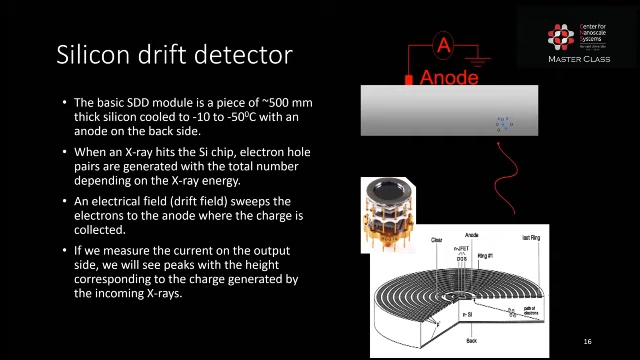 Silicon drift detector
Center for
Nanoscale
Systems
Harvard University
MASTER CLASS
• The basic SDD module is a piece of ~500 mm
thick silicon cooled to -10 to -50⁰C with an
anode on the back side.
• When an X-ray hits the Si chip, electron hole
pairs are generated with the total number
depending on the X-ray energy.
• An electrical field (drift field) sweeps the
electrons to the anode where the charge is
collected.
• If we measure the current on the output
side, we will see peaks with the height
corresponding to the charge generated by
the incoming X-rays.
A
Anode
Anode
Clear
n-JFET
D G S
last Ring
Ring #1
n-Si
path of
electrons
Back
16